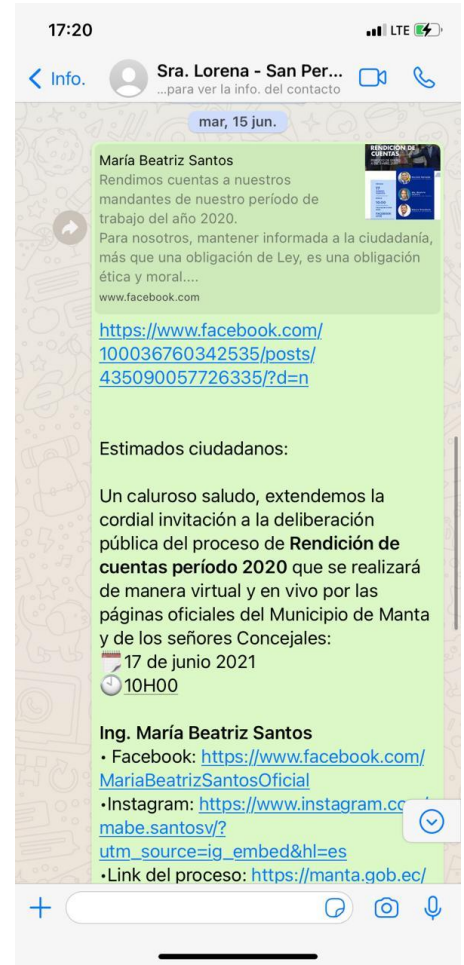 17:20
LTE
Info.
Sra. Lorena - San Per...
...para ver la info. del contacto
mar, 15 jun.
María Beatriz Santos
Rendimos cuentas a nuestros
mandantes de nuestro período de
trabajo del año 2020.
Para nosotros, mantener informada a la ciudadanía,
más que una obligación de Ley, es una obligación
ética y moral....
www.facebook.com
RENDICIÓN DE
CUENTAS
https://www.facebook.com/
100036760342535/posts/
435090057726335/?d=n
Estimados ciudadanos:
Un caluroso saludo, extendemos la
cordial invitación a la deliberación
pública del proceso de Rendición de
cuentas período 2020 que se realizará
de manera virtual y en vivo por las
páginas oficiales del Municipio de Manta
y de los señores Concejales:
17 de junio 2021
10H00
Ing. María Beatriz Santos
• Facebook: https://www.facebook.com/
MariaBeatrizSantosOficial
•Instagram: https://www.instagram.co
mabe.santosv/?
utm_source=ig_embed&hl=es
•Link del proceso: https://manta.gob.ec/